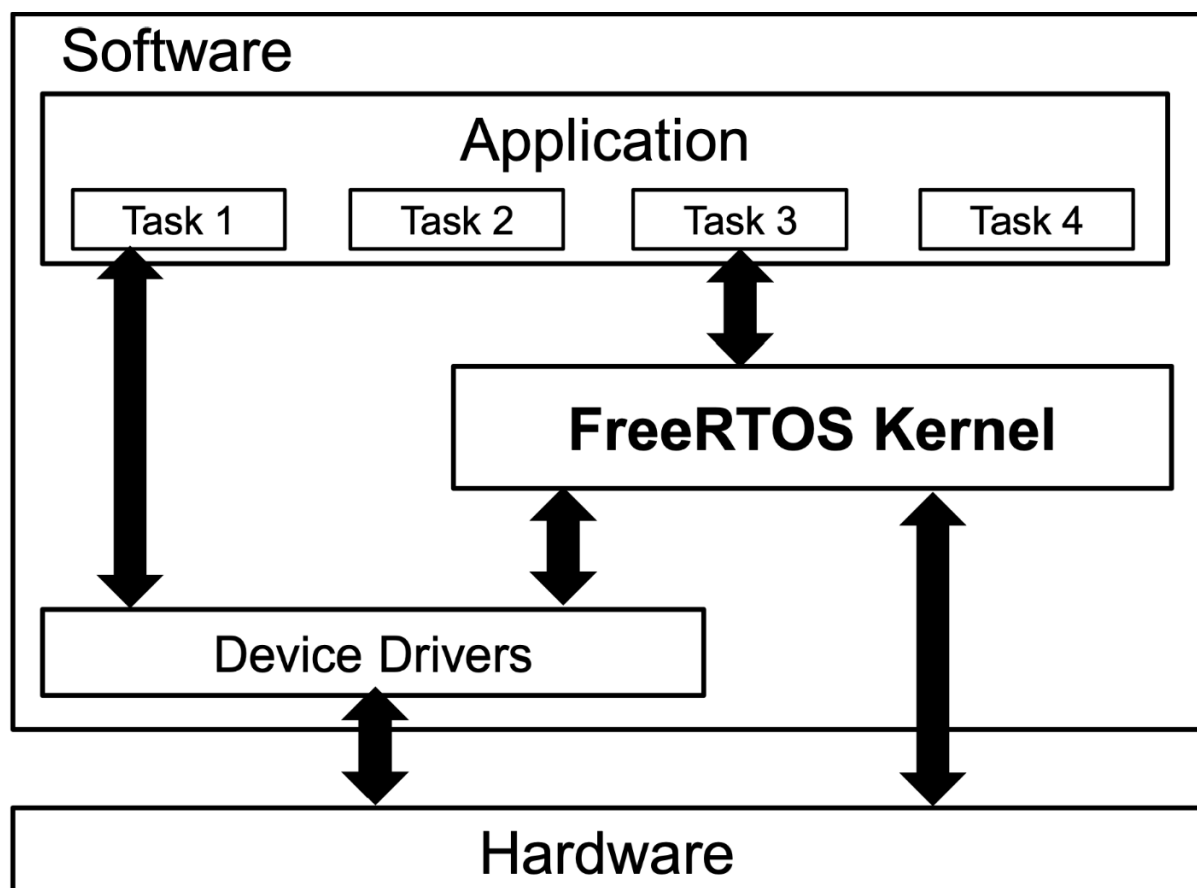 Software
Application
Task 1
Task 2
Task 3
Task 4
FreeRTOS Kernel
Device Drivers
Hardware